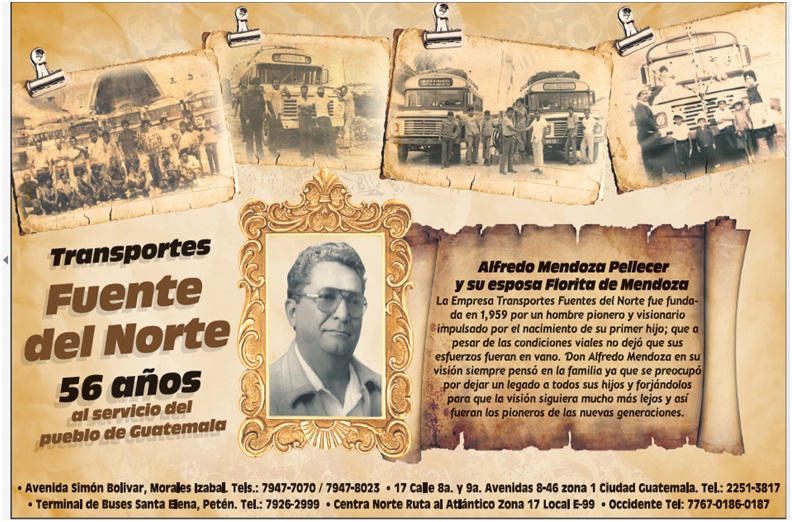 Transportes
Fuente
del Norte
56 años
al servicio del
pueblo de Guatemala
Alfredo Mendoza Pellecer
y su esposa Florita de Mendoza
La Empresa Transportes Fuentes del Norte fue funda-
da en 1,959 por un hombre pionero y visionario
impulsado por el nacimiento de su primer hijo; que a
pesar de las condiciones viales no dejó que sus
esfuerzos fueran en vano. Don Alfredo Mendoza en su
visión siempre pensó en la familia ya que se preocupó
por dejar un legado a todos sus hijos y forjándolos
para que la visión siguiera mucho más lejos y así
fueran los pioneros de las nuevas generaciones.
• Avenida Simón Bolivar, Morales Izabal. Tels.: 7947-7070 / 7947-8023 • 17 Calle 8a. y 9a. Avenidas 8-46 zona 1 Ciudad Guatemala. Tel.: 2251-3817
• Terminal de Buses Santa Elena, Petén. Tel.: 7926-2999 • Centra Norte Ruta al Atlántico Zona 17 Local E-99 • Occidente Tel: 7767-0186-0187